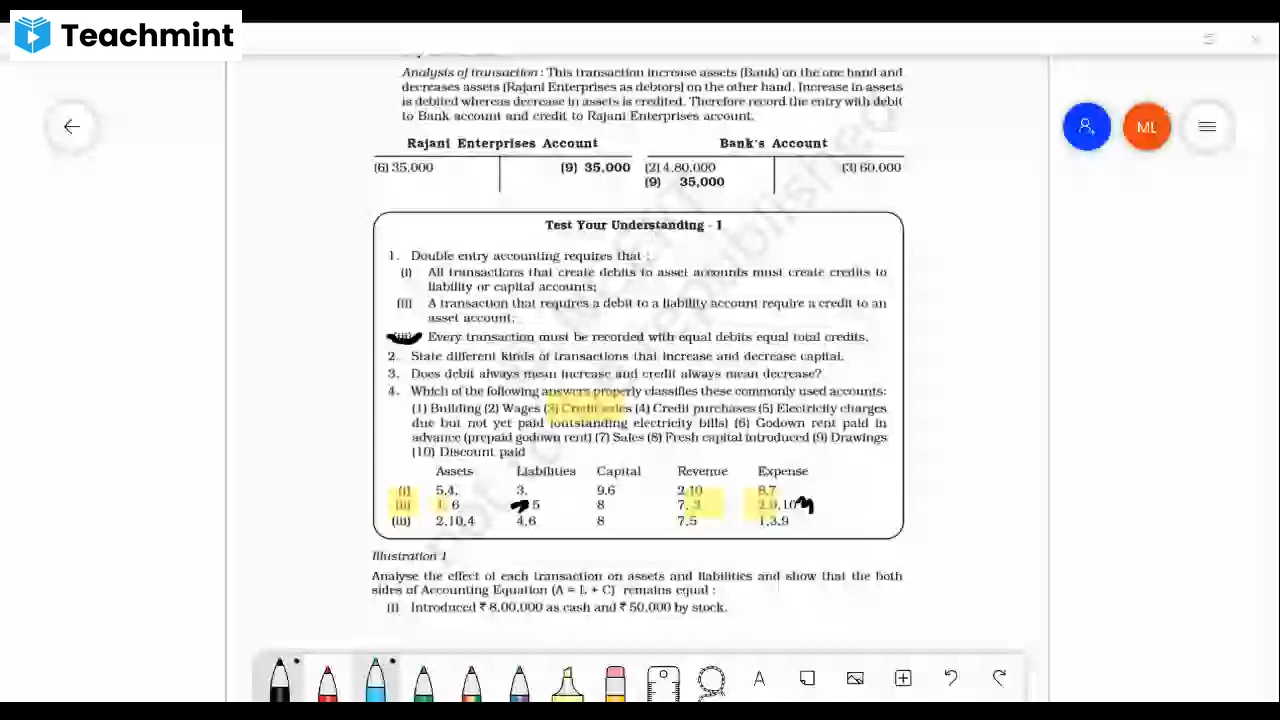 Teachmint
Analysis of transaction : This transaction increase assets (Bank) on the one hand and
decreases assets (Rajani Enterprises as debtors) on the other hand. Increase in assets
is debited whereas decrease in assets is credited. Therefore record the entry with debit
to Bank account and credit to Rajani Enterprises account.
Rajani Enterprises Account Bank's Account
(6) 35,000 (9) 35,000 (2) 4,80,000 (3) 60,000
(9) 35,000
ML
Test Your Understanding - I
1. Double entry accounting requires that :
(i) All transactions that create debits to asset accounts must create credits to
liability or capital accounts;
(ii) A transaction that requires a debit to a liability account require a credit to an
asset account;
Every transaction must be recorded with equal debits equal total credits.
2. State different kinds of transactions that increase and decrease capital.
3. Does debit always mean increase and credit always mean decrease?
4. Which of the following answers properly classifies these commonly used accounts:
(1) Building (2) Wages (3) Credit sales (4) Credit purchases (5) Electricity charges
due but not yet paid (outstanding electricity bills) (6) Godown rent paid in
advance (prepaid godown rent) (7) Sales (8) Fresh capital introduced (9) Drawings
(10) Discount paid
Assets Liabilities Capital Revenue Expense
(i) 5,4, 3, 9,6 2,10 8,7
(ii) 1, 6 5 8 7, 3 2,9,10
(iii) 2,10,4 4,6 8 7,5 1,3,9
Illustration 1
Analyse the effect of each transaction on assets and liabilities and show that the both
sides of Accounting Equation (A = L + C) remains equal :
(i) Introduced ₹ 8,00,000 as cash and ₹ 50,000 by stock.
A